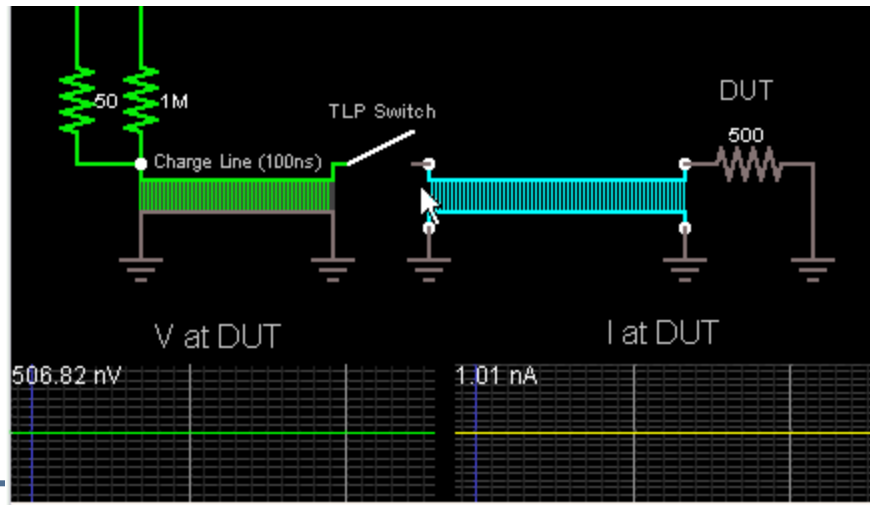 DUT
50
1M
TLP Switch
500
Charge Line (100ns)
V at DUT
I at DUT
506.82 nV
1.01 nA